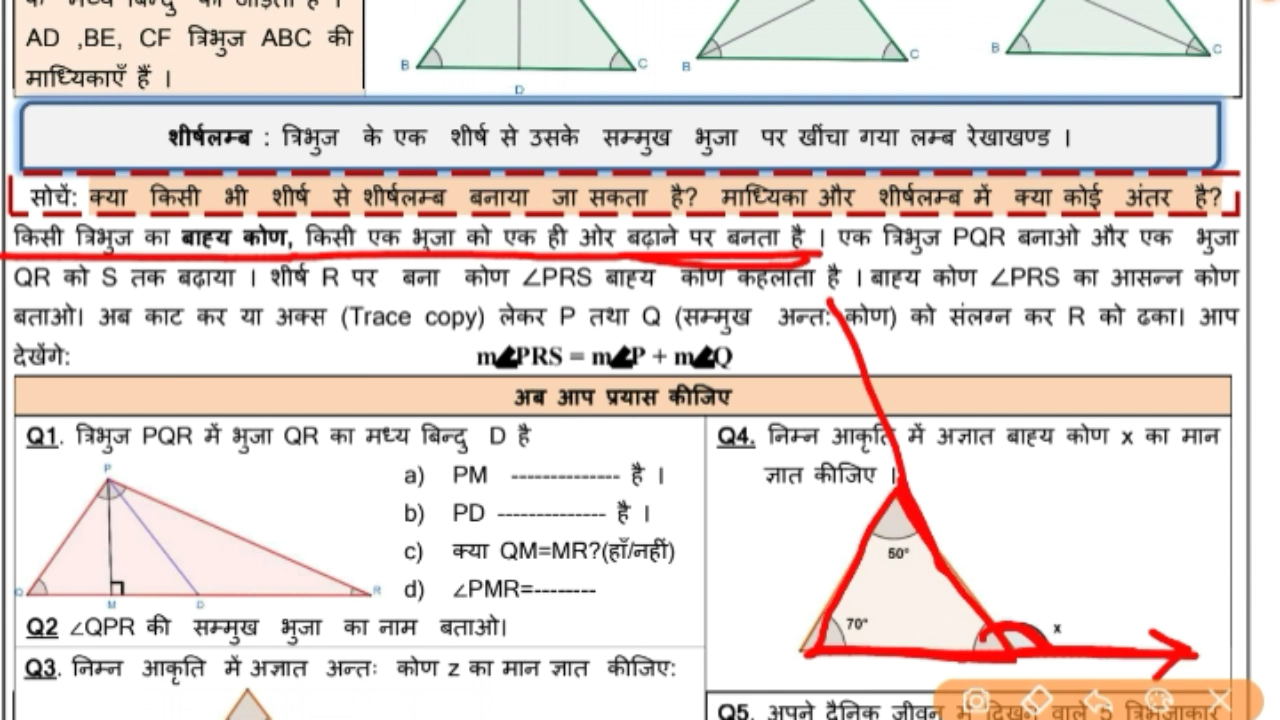 AD ,BE, CF त्रिभुज ABC की
माध्यिकाएँ हैं ।
B C
D
B C
B C
शीर्षलम्ब : त्रिभुज के एक शीर्ष से उसके सम्मुख भुजा पर खींचा गया लम्ब रेखाखण्ड ।
सोचें: क्या किसी भी शीर्ष से शीर्षलम्ब बनाया जा सकता है? माध्यिका और शीर्षलम्ब में क्या कोई अंतर है?
किसी त्रिभुज का बाह्य कोण, किसी एक भुजा को एक ही ओर बढ़ाने पर बनता है । एक त्रिभुज PQR बनाओ और एक भुजा
QR को S तक बढ़ाया । शीर्ष R पर बना कोण ∠PRS बाह्य कोण कहलाता है । बाह्य कोण ∠PRS का आसन्न कोण
बताओ। अब काट कर या अक्स (Trace copy) लेकर P तथा Q (सम्मुख अन्त: कोण) को संलग्न कर R को ढका। आप
देखेंगे: m∠PRS = m∠P + m∠Q
अब आप प्रयास कीजिए
Q1. त्रिभुज PQR में भुजा QR का मध्य बिन्दु D है
a) PM -------------- है ।
b) PD -------------- है ।
c) क्या QM=MR?(हाँ/नहीं)
d) ∠PMR=--------
P
Q M D R
Q2 ∠QPR की सम्मुख भुजा का नाम बताओ।
Q3. निम्न आकृति में अज्ञात अन्तः कोण z का मान ज्ञात कीजिए:
Q4. निम्न आकृति में अज्ञात बाह्य कोण x का मान
ज्ञात कीजिए ।
50°
70° x
Q5. अपने दैनिक जीवन में दिखने वाले